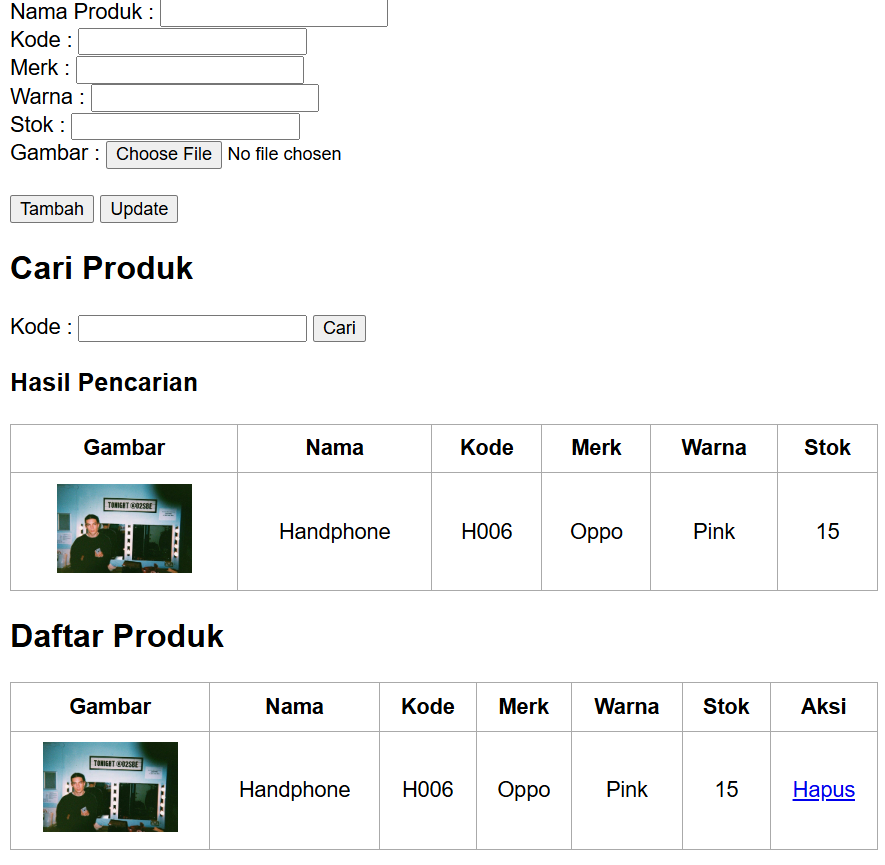 Nama Produk :
Kode :
Merk :
Warna :
Stok :
Gambar : Choose File No file chosen
Tambah Update
Cari Produk
Kode : Cari
Hasil Pencarian
Gambar Nama Kode Merk Warna Stok
TONIGHT @O2SBE
Handphone H006 Oppo Pink 15
Daftar Produk
Gambar Nama Kode Merk Warna Stok Aksi
TONIGHT @O2SBE
Handphone H006 Oppo Pink 15 Hapus